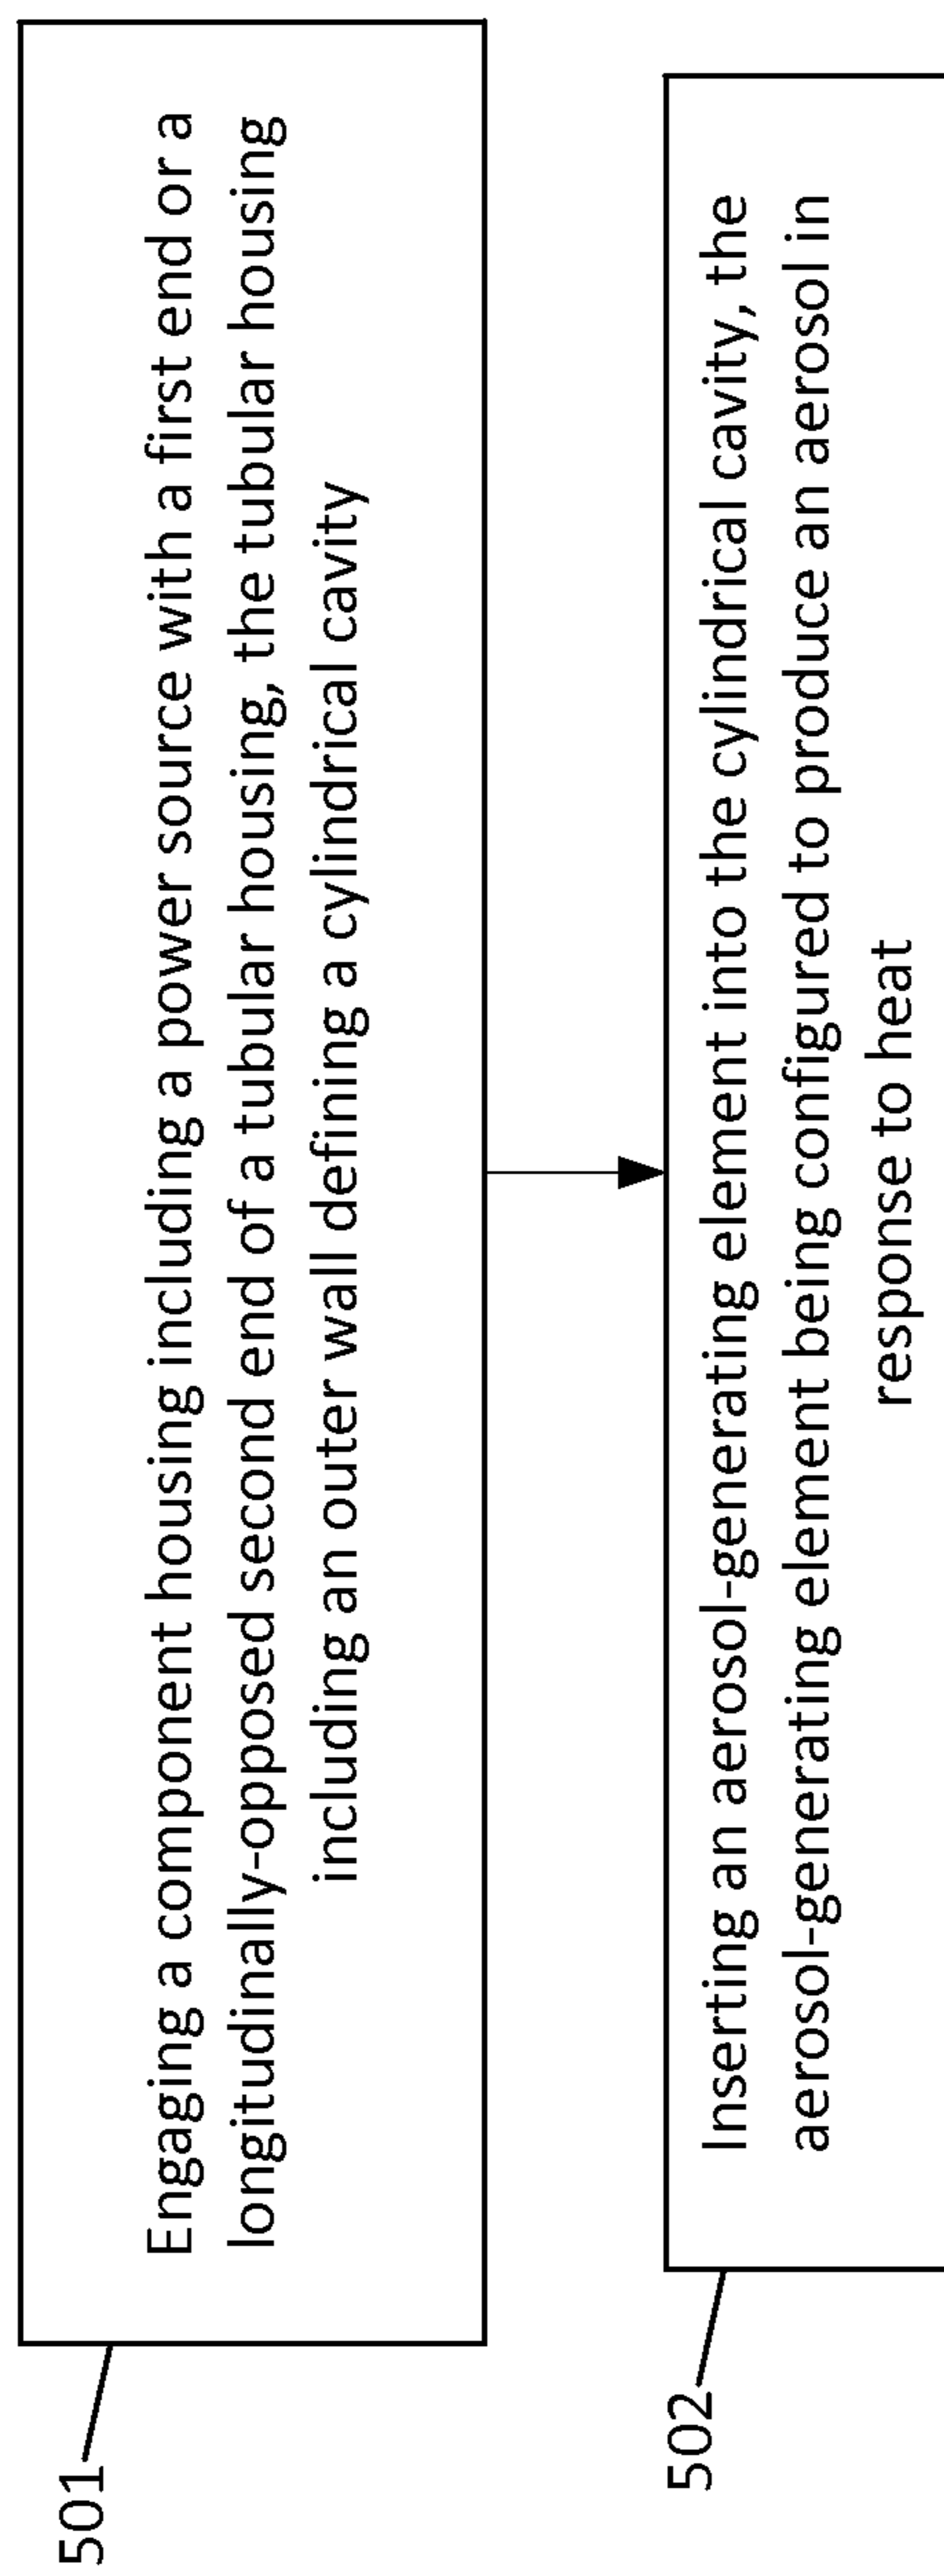 501
Engaging a component housing including a power source with a first end or a
longitudinally-opposed second end of a tubular housing, the tubular housing
including an outer wall defining a cylindrical cavity
502
Inserting an aerosol-generating element into the cylindrical cavity, the
aerosol-generating element being configured to produce an aerosol in
response to heat